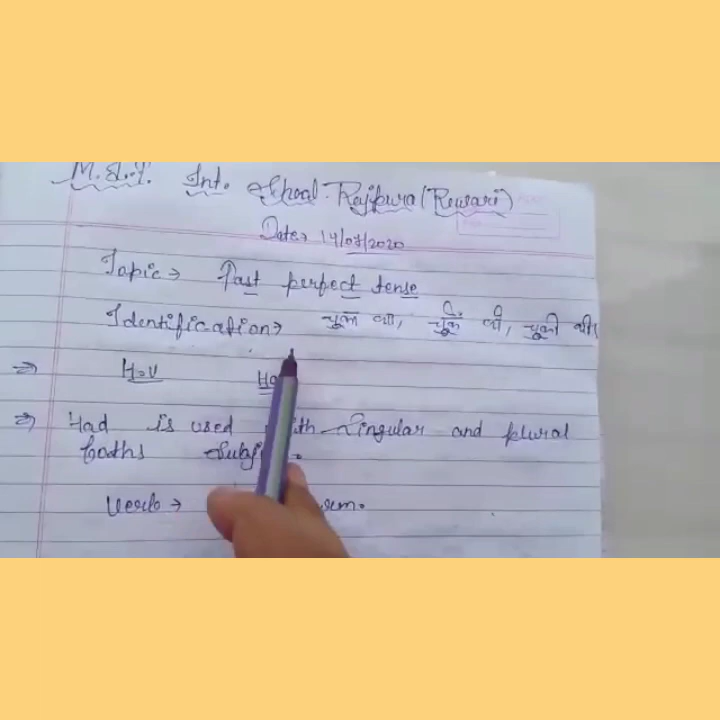 M.S.Y. Int. School Rajpura (Rewari)
Date→ 14/07/2020
Topic→ Past perfect tense
Identification→ चुका था, चुके थे, चुकी थी।
⇒ H.V
⇒ Had is used with Singular and plural
boaths
Verb→